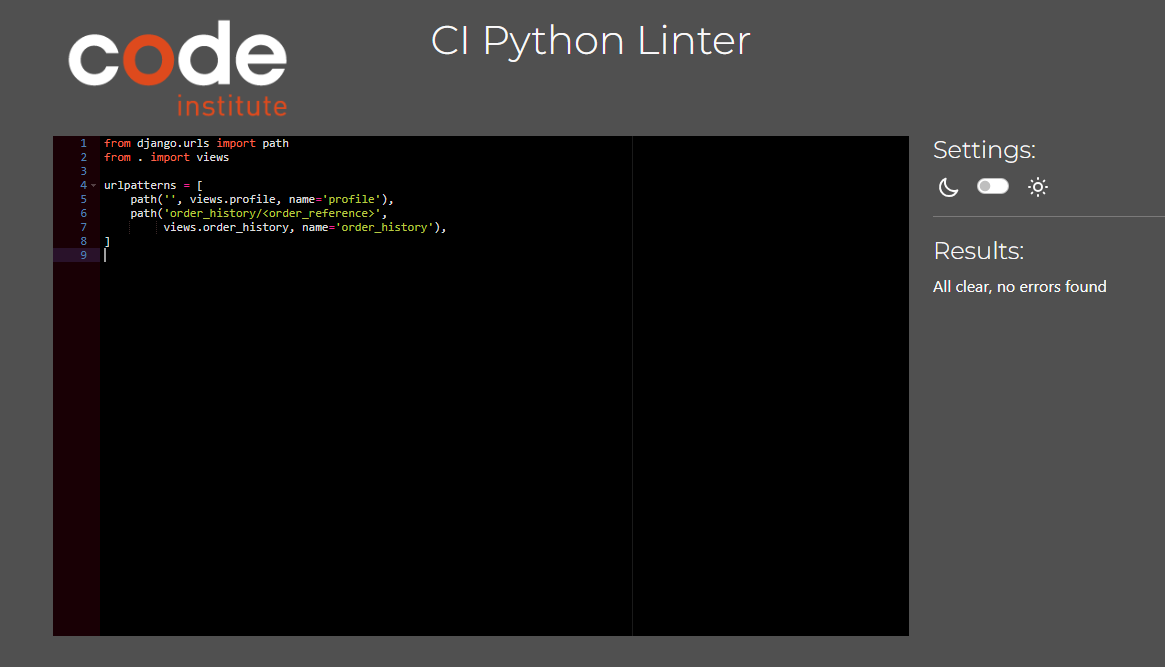 code
institute
CI Python Linter
1 from django.urls import path
2 from . import views
3
4 urlpatterns = [
5     path('', views.profile, name='profile'),
6     path('order_history/<order_reference>',
7          views.order_history, name='order_history'),
8 ]
9
Settings:
Results:
All clear, no errors found